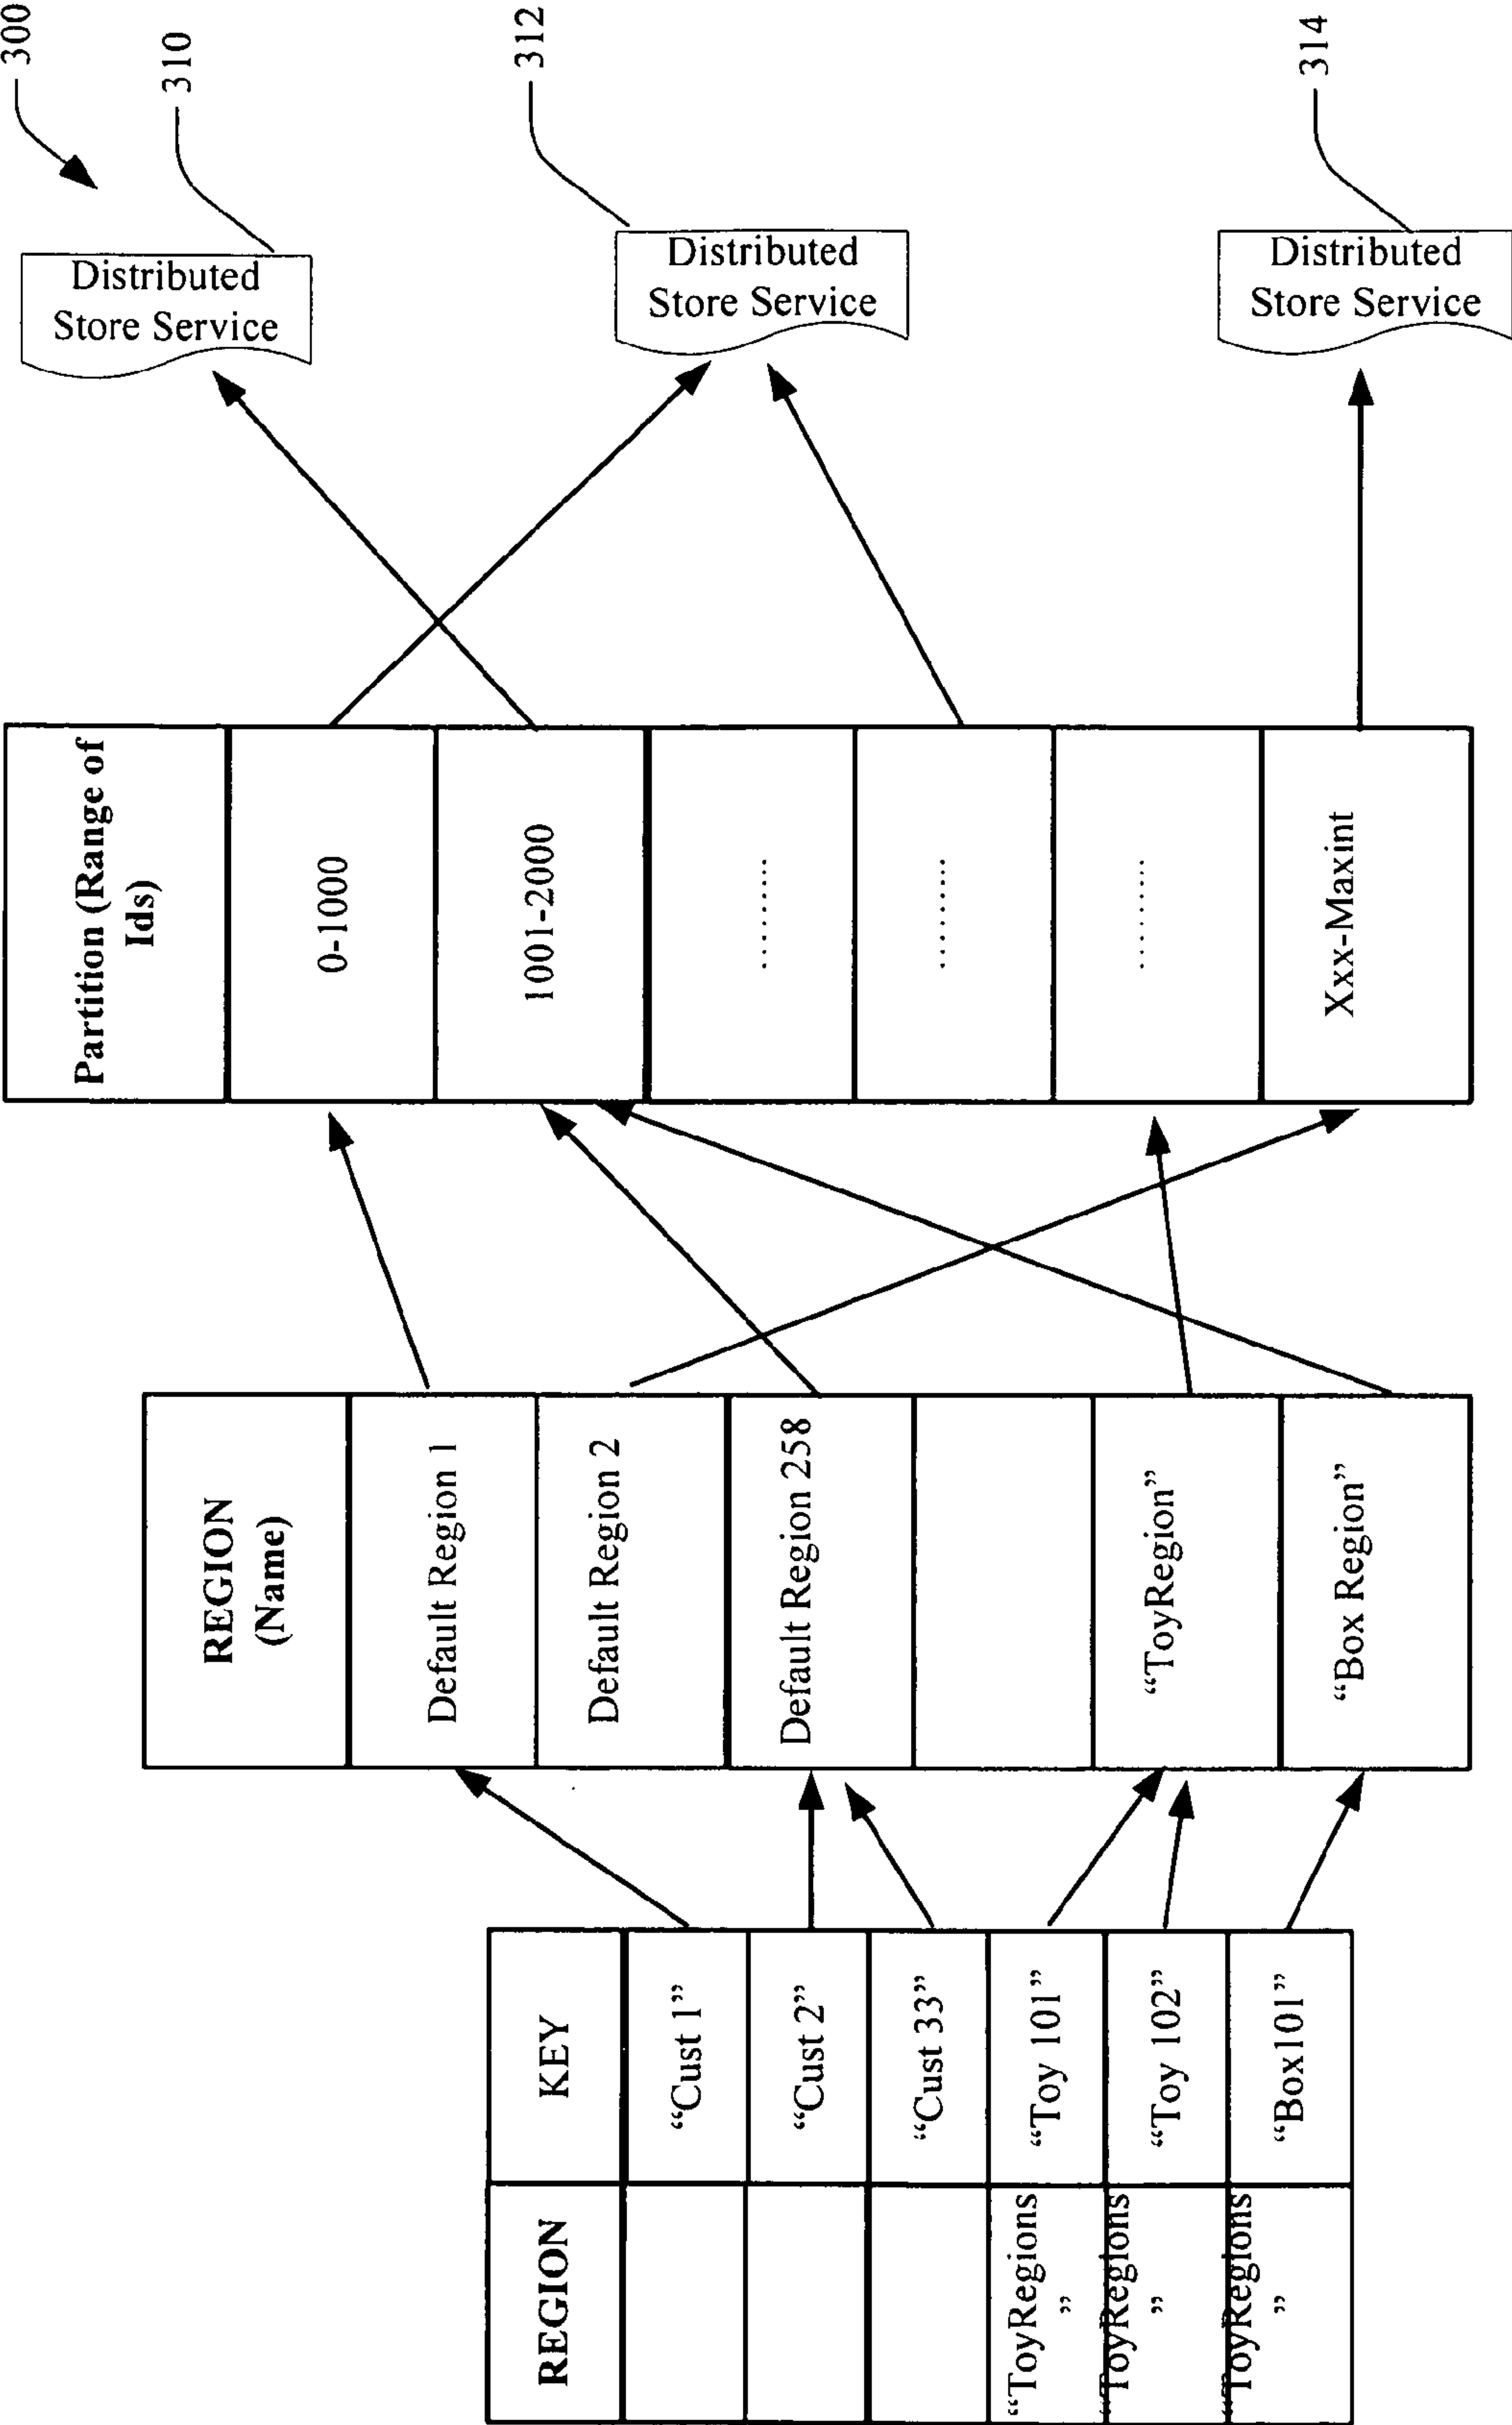 300
310
312
314
Distributed
Store Service
Distributed
Store Service
Distributed
Store Service
Partition (Range of
Ids)
0-1000
1001-2000
........
........
........
Xxx-Maxint
REGION
(Name)
Default Region 1
Default Region 2
Default Region 258
“ToyRegion”
“Box Region”
REGION
KEY
“Cust 1”
“Cust 2”
“Cust 33”
“ToyRegions
”
“Toy 101”
“ToyRegions
”
“Toy 102”
“ToyRegions
”
“Box101”